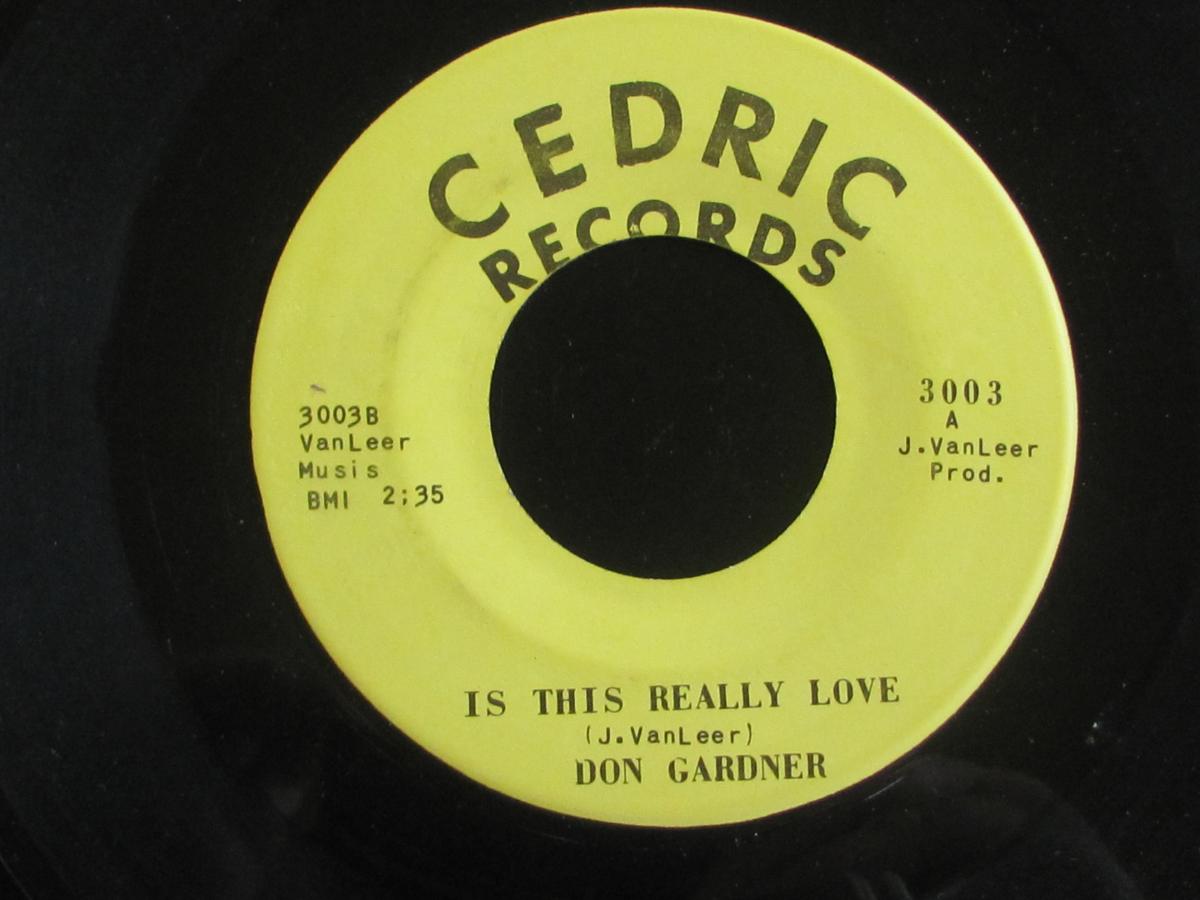 CEDRIC
RECORDS
3003B
VanLeer
Musis
BMI 2;35
3003
A
J.VanLeer
Prod.
IS THIS REALLY LOVE
(J.VanLeer)
DON GARDNER